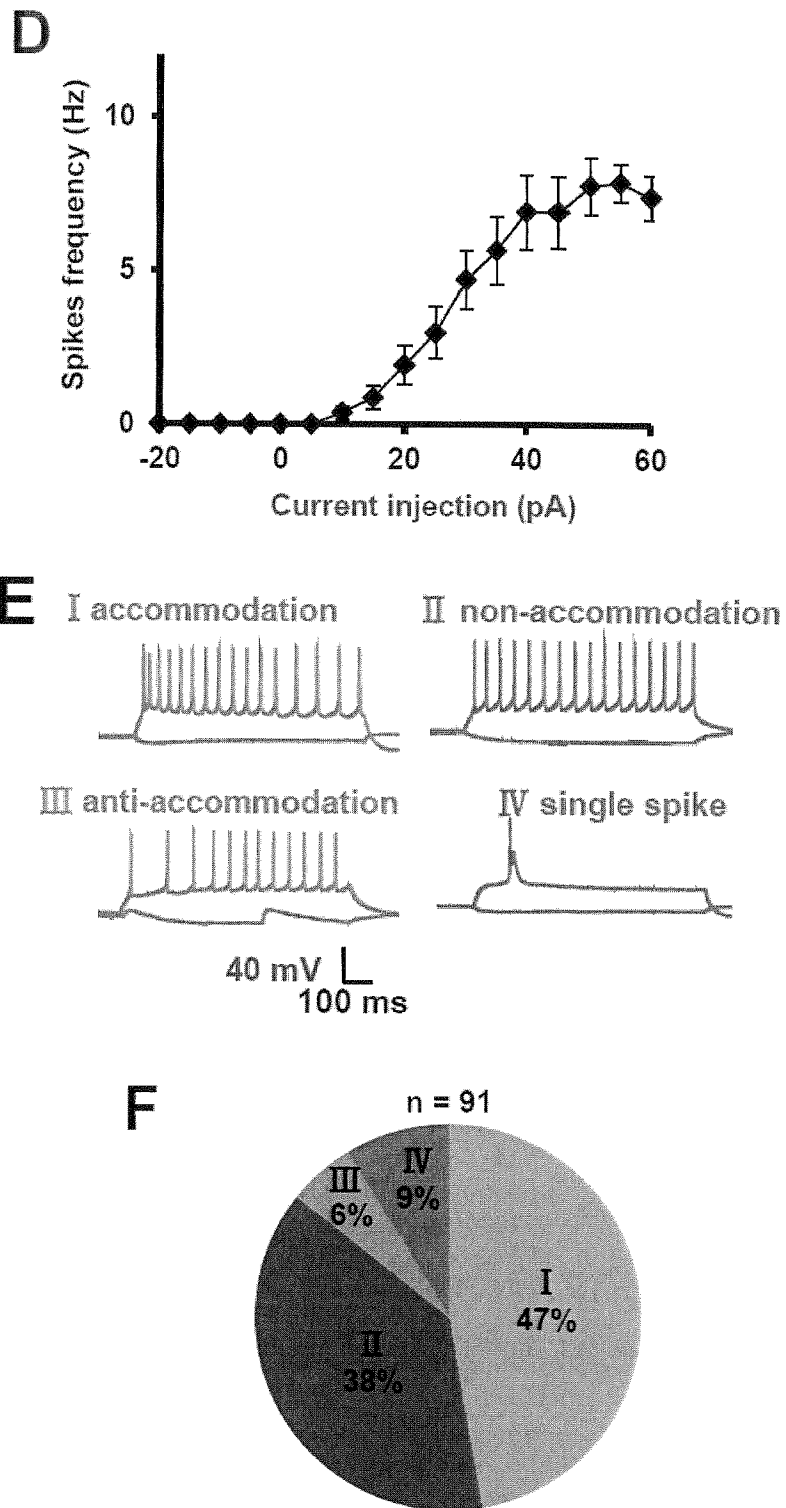 D
Spikes frequency (Hz)
10
5
0
-20 0 20 40 60
Current injection (pA)
E
I accommodation
II non-accommodation
III anti-accommodation
IV single spike
40 mV
100 ms
F
n = 91
IV
9%
III
6%
I
47%
II
38%